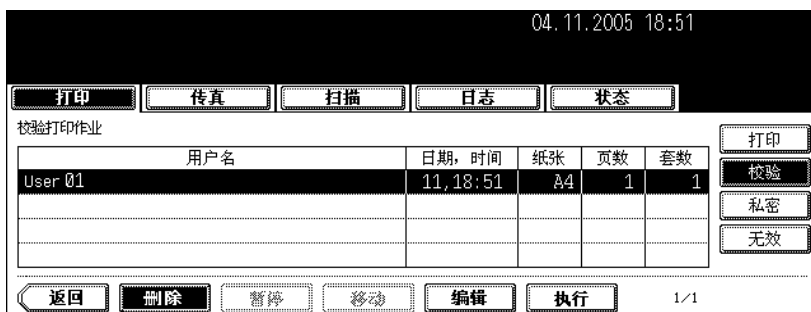 04.11.2005 18:51
打印 传真 扫描 日志 状态
校验打印作业
打印
用户名 日期，时间 纸张 页数 套数
校验
User 01 11,18:51 A4 1 1
私密
无效
返回 删除 暂停 移动 编辑 执行 1/1